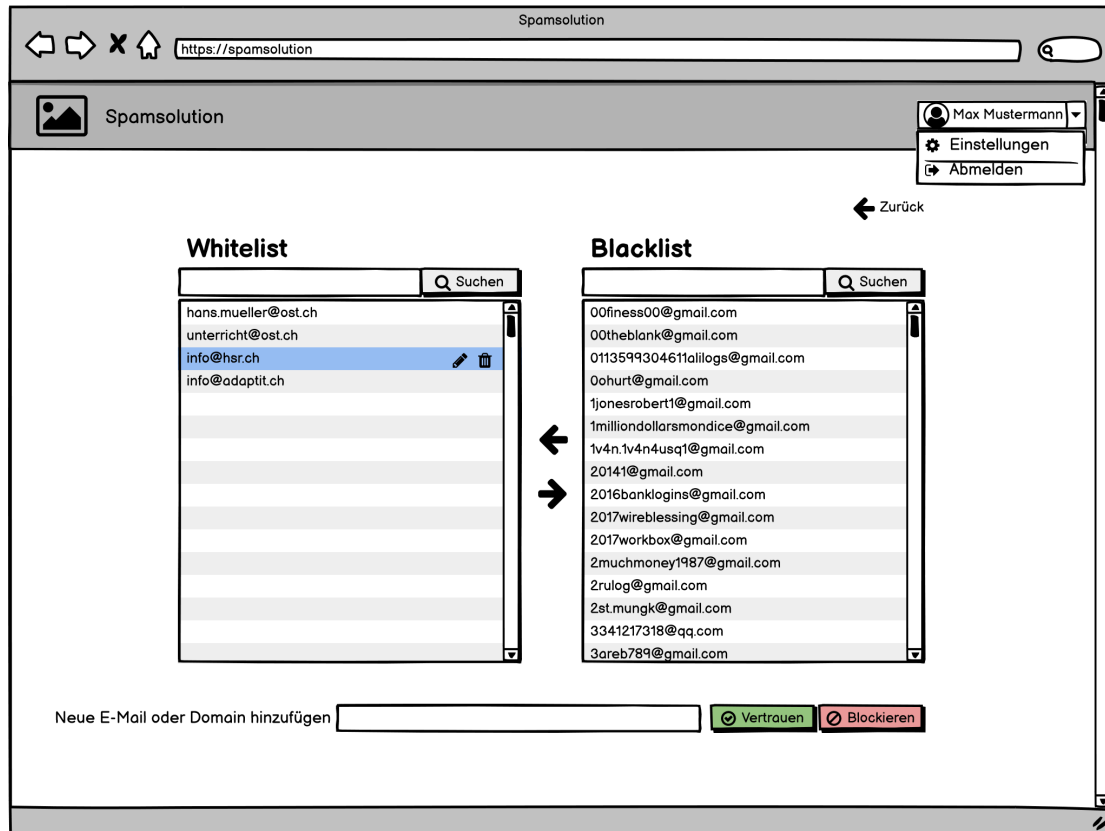 Spamsolution
https://spamsolution
Spamsolution
Max Mustermann
Einstellungen
Abmelden
Zurück
Whitelist
Suchen
hans.mueller@ost.ch
unterricht@ost.ch
info@hsr.ch
info@adaptit.ch
Blacklist
Suchen
00finess00@gmail.com
00theblank@gmail.com
0113599304611alilogs@gmail.com
0ohurt@gmail.com
1jonesrobert1@gmail.com
1milliondollarsmondice@gmail.com
1v4n.1v4n4usq1@gmail.com
20141@gmail.com
2016banklogins@gmail.com
2017wireblessing@gmail.com
2017workbox@gmail.com
2muchmoney1987@gmail.com
2rulog@gmail.com
2st.mungk@gmail.com
3341217318@qq.com
3areb789@gmail.com
Neue E-Mail oder Domain hinzufügen
Vertrauen
Blockieren